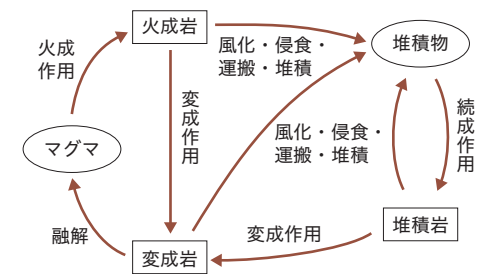 火成岩
堆積物
火成
作用
風化・侵食・
運搬・堆積
変成作用
続成作用
風化・侵食・
運搬・堆積
マグマ
堆積岩
融解
変成作用
変成岩